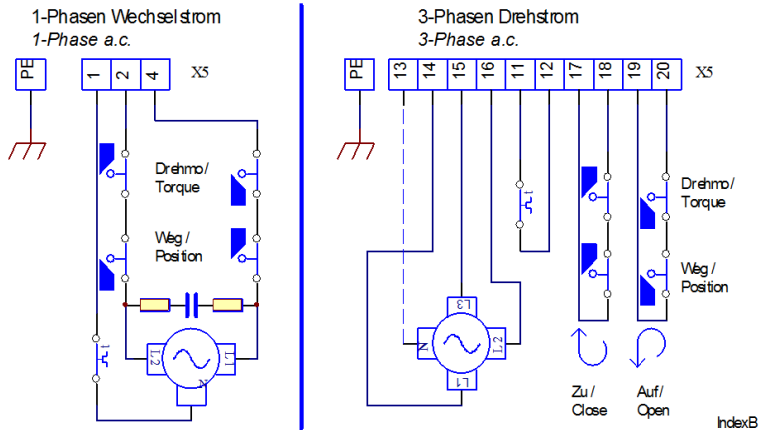 1-Phasen Wechselstrom
1-Phase a.c.
PE
1
2
4
X5
Drehmo/
Torque
Weg/
Position
t
L2
L1
N
3-Phasen Drehstrom
3-Phase a.c.
PE
13
14
15
16
11
12
17
18
19
20
X5
t
Drehmo/
Torque
Weg/
Position
L3
N
L2
L1
Zu/
Close
Auf/
Open
IndexB